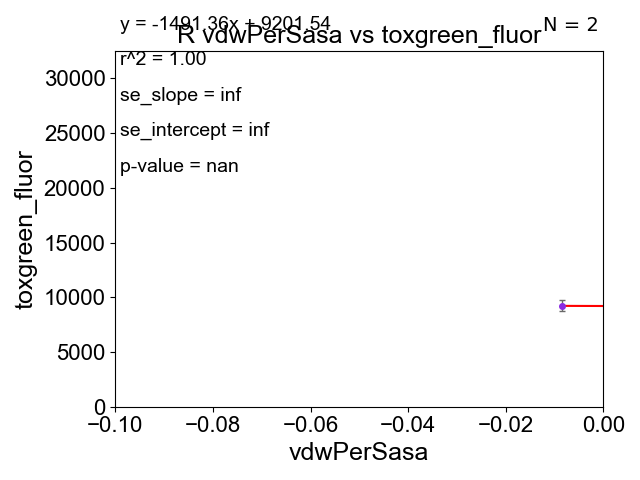 y = -1491.36x + 9201.54
N = 2
R vdwPerSasa vs toxgreen_fluor
r^2 = 1.00
se_slope = inf
se_intercept = inf
p-value = nan
30000
25000
20000
15000
10000
5000
0
toxgreen_fluor
−0.10 −0.08 −0.06 −0.04 −0.02 0.00
vdwPerSasa